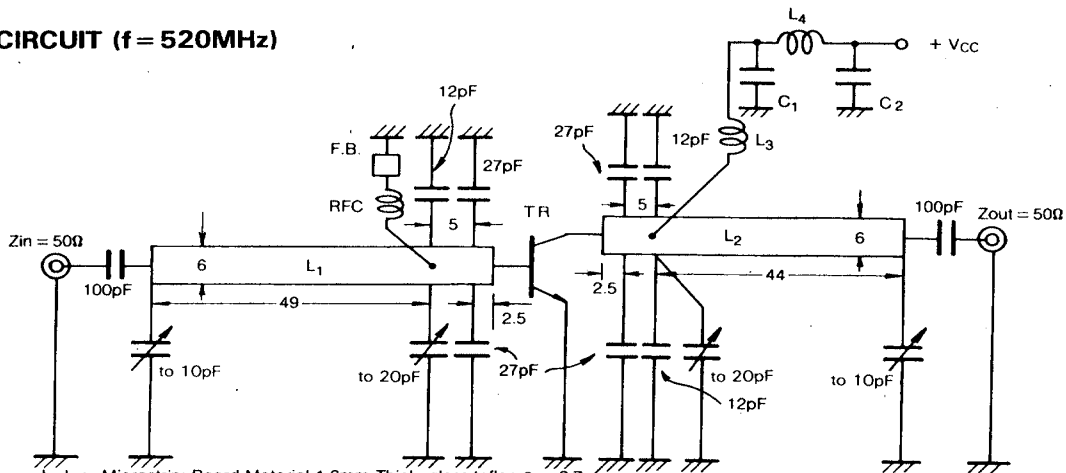 CIRCUIT (f = 520MHz)
L4
+ VCC
C1
C2
12pF
F.B.
27pF
27pF
12pF
L3
RFC
5
TR
5
100pF
Zout = 50Ω
Zin = 50Ω
6
L1
L2
6
100pF
49
2.5
2.5
44
to 10pF
to 20pF
27pF
to 20pF
12pF
to 10pF